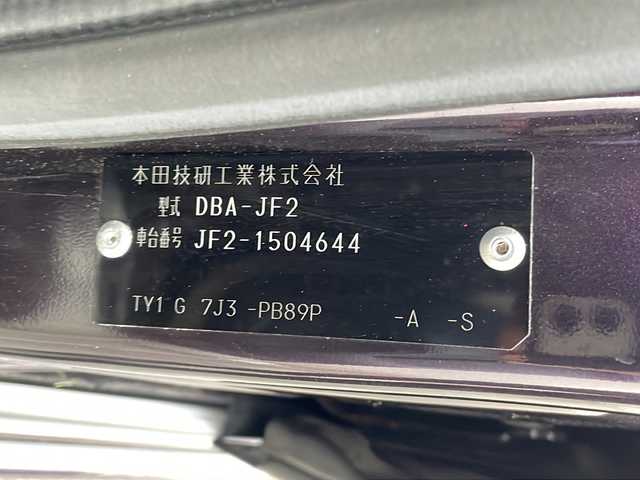 本田技研工業株式会社
型式 DBA-JF2
車台番号 JF2-1504644
TY1 G 7J3 -PB89P -A -S